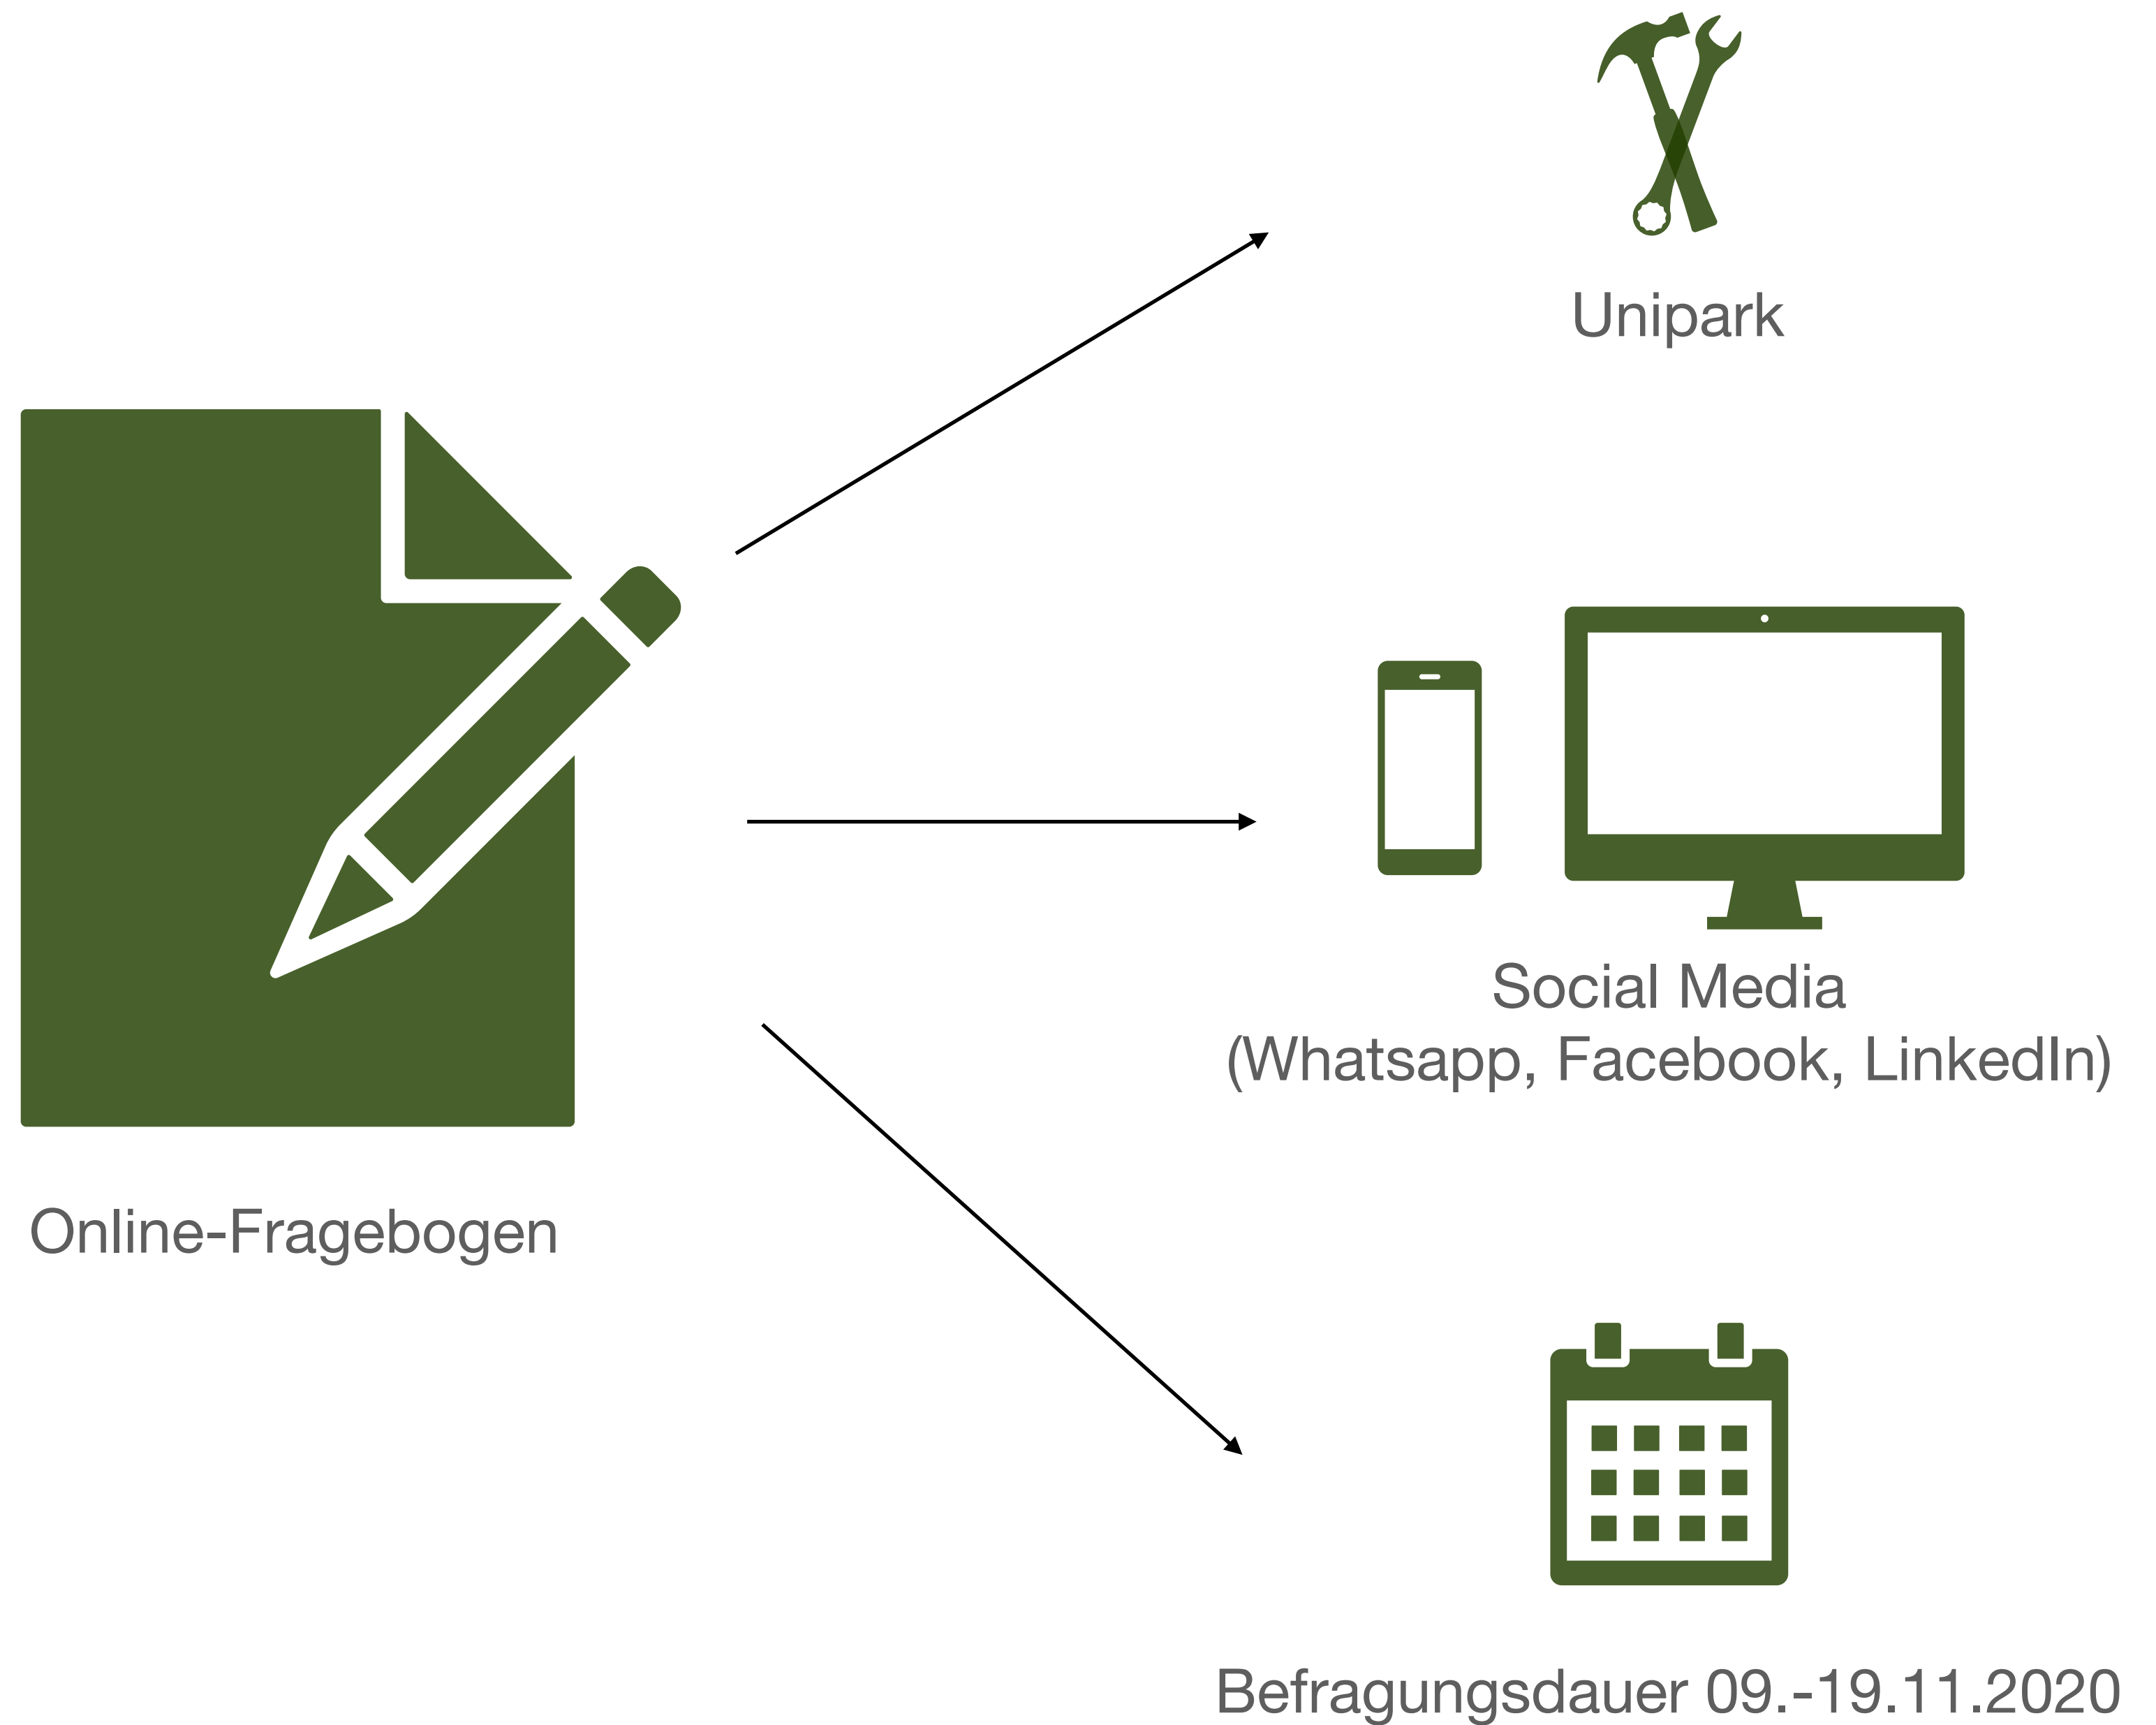 Unipark
Social Media
(Whatsapp, Facebook, LinkedIn)
Online-Fragebogen
Befragungsdauer 09.-19.11.2020